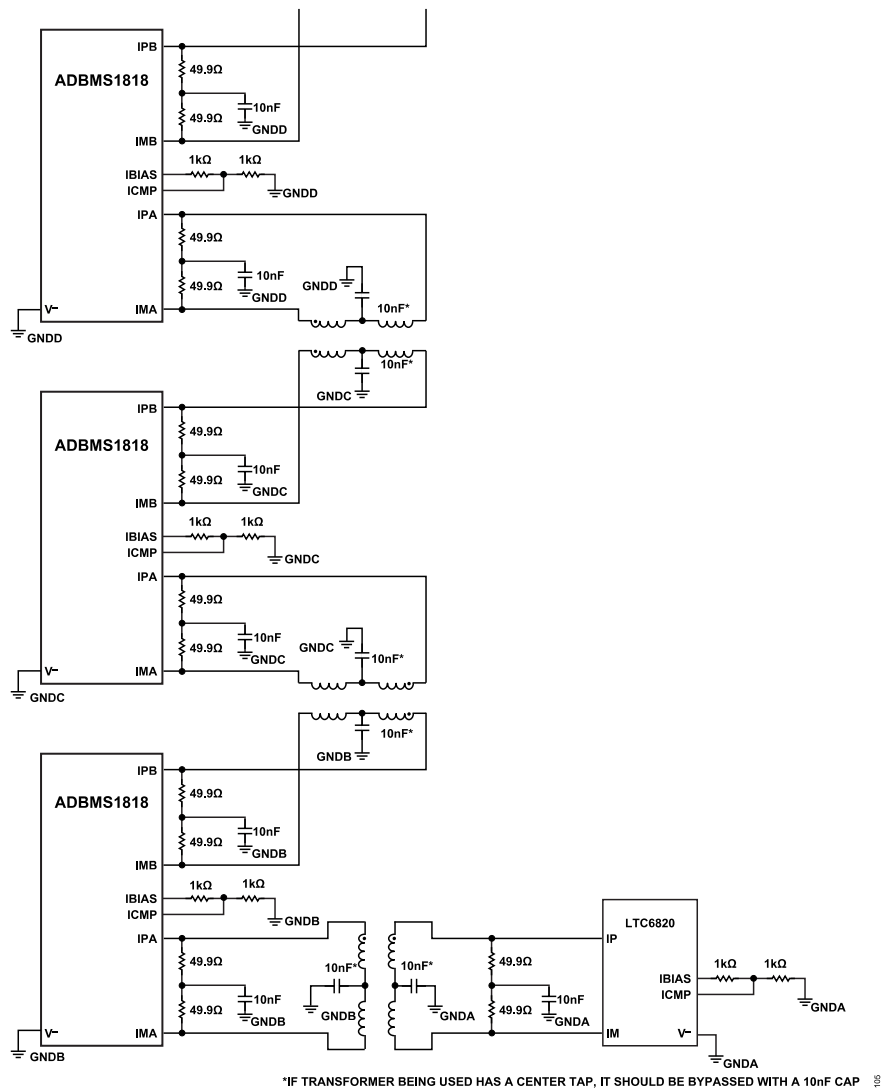 IPB
49.9Ω
ADBMS1818
10nF
49.9Ω
GNDD
IMB
1kΩ 1kΩ
IBIAS
ICMP
GNDD
IPA
49.9Ω
10nF
49.9Ω
GNDD
GNDD
10nF*
V–
IMA
GNDD
10nF*
GNDC
IPB
49.9Ω
ADBMS1818
10nF
49.9Ω
GNDC
IMB
1kΩ 1kΩ
IBIAS
ICMP
GNDC
IPA
49.9Ω
10nF
49.9Ω
GNDC
GNDC
10nF*
V–
IMA
GNDC
10nF*
GNDB
IPB
49.9Ω
ADBMS1818
10nF
49.9Ω
GNDB
IMB
1kΩ 1kΩ
IBIAS
ICMP
GNDB
IPA
49.9Ω
10nF
49.9Ω
GNDB
V–
IMA
GNDB
10nF*
GNDB
10nF*
GNDA
49.9Ω
10nF
49.9Ω
GNDA
LTC6820
IP
1kΩ 1kΩ
IBIAS
ICMP
GNDA
IM
V–
GNDA
*IF TRANSFORMER BEING USED HAS A CENTER TAP, IT SHOULD BE BYPASSED WITH A 10nF CAP
105